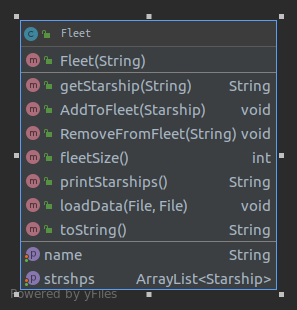 Fleet
Fleet(String)
getStarship(String) String
AddToFleet(Starship) void
RemoveFromFleet(String) void
fleetSize() int
printStarships() String
loadData(File, File) void
toString() String
name String
strshps ArrayList<Starship>
Powered by yFiles